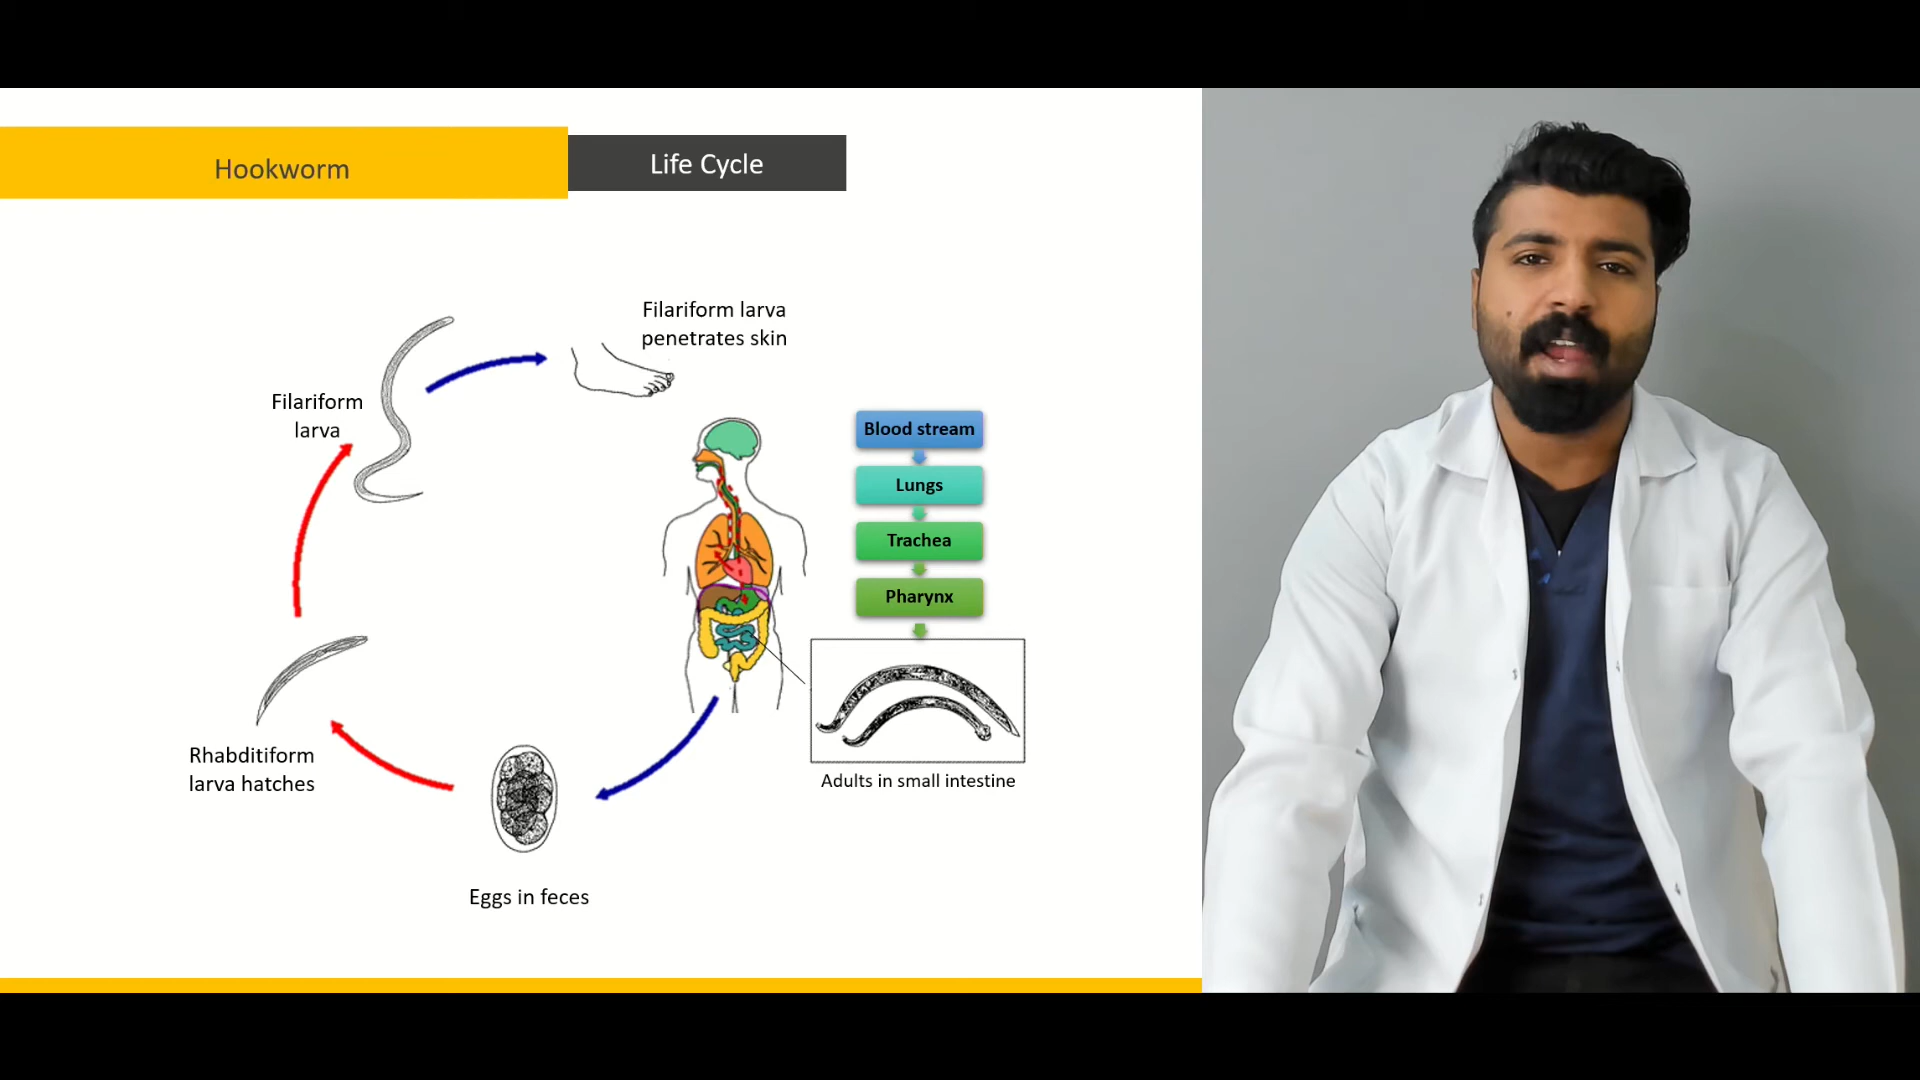 Hookworm
Life Cycle
Filariform larva
penetrates skin
Filariform
larva
Blood stream
Lungs
Trachea
Pharynx
Rhabditiform
larva hatches
Adults in small intestine
Eggs in feces